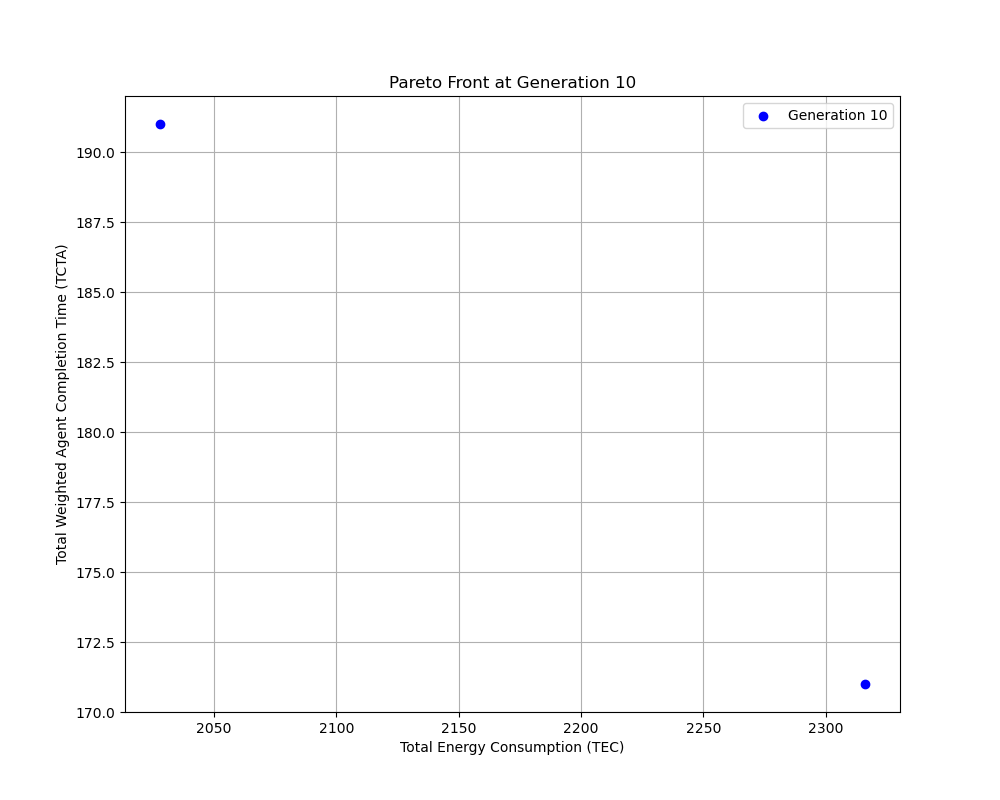 Pareto Front at Generation 10
Generation 10
190.0
187.5
185.0
182.5
180.0
177.5
175.0
172.5
170.0
Total Weighted Agent Completion Time (TCTA)
2050 2100 2150 2200 2250 2300
Total Energy Consumption (TEC)